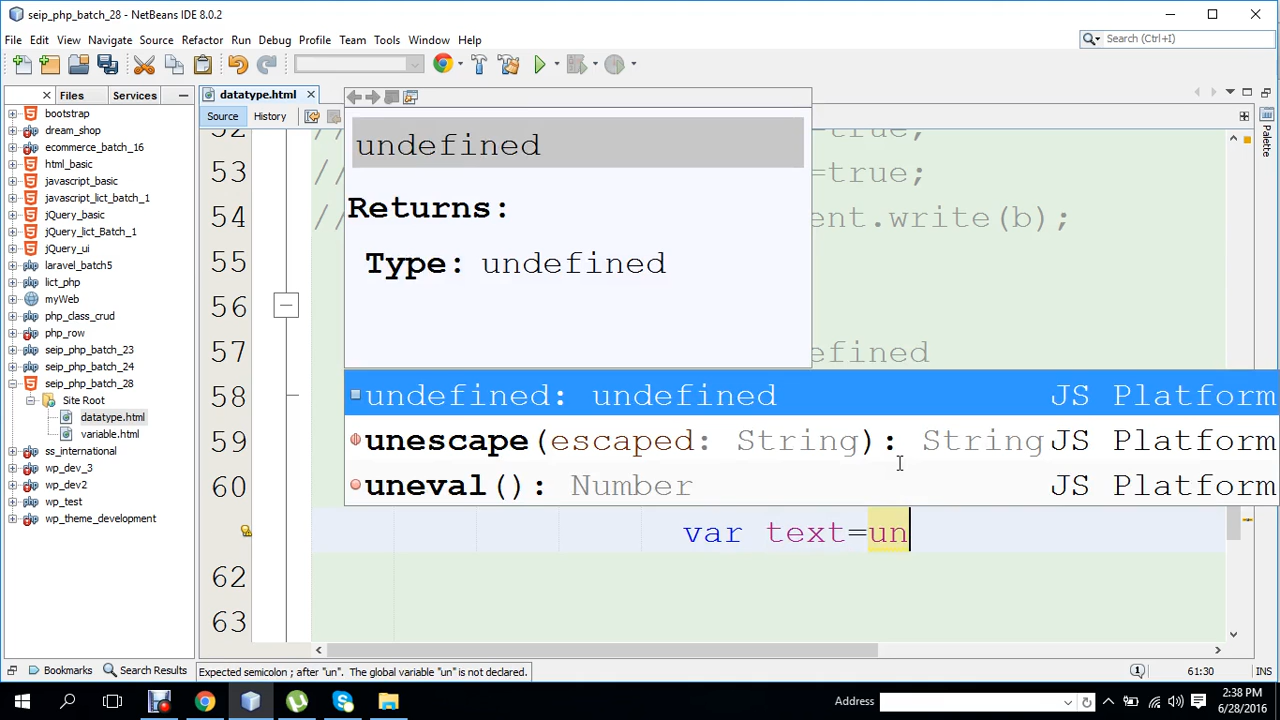 seip_php_batch_28 - NetBeans IDE 8.0.2
File Edit View Navigate Source Refactor Run Debug Profile Team Tools Window Help
Search (Ctrl+I)
Files Services
datatype.html
Source History
Palette
bootstrap
dream_shop
ecommerce_batch_16
html_basic
javascript_basic
javascript_lict_batch_1
jQuery_basic
jQuery_lict_Batch_1
jQuery_ui
laravel_batch5
lict_php
myWeb
php_class_crud
php_row
seip_php_batch_23
seip_php_batch_24
seip_php_batch_28
Site Root
datatype.html
variable.html
ss_international
wp_dev_3
wp_dev2
wp_test
wp_theme_development
52 // =true;
53 // =true;
54 // ent.write(b);
55
56
57 efined
58
59
60
var text=un
62
63
undefined
Returns:
Type: undefined
undefined: undefined JS Platform
unescape(escaped: String): String JS Platform
uneval(): Number JS Platform
Bookmarks Search Results
Expected semicolon ; after "un". The global variable "un" is not declared.
1
61:30 INS
Address
2:38 PM
6/28/2016